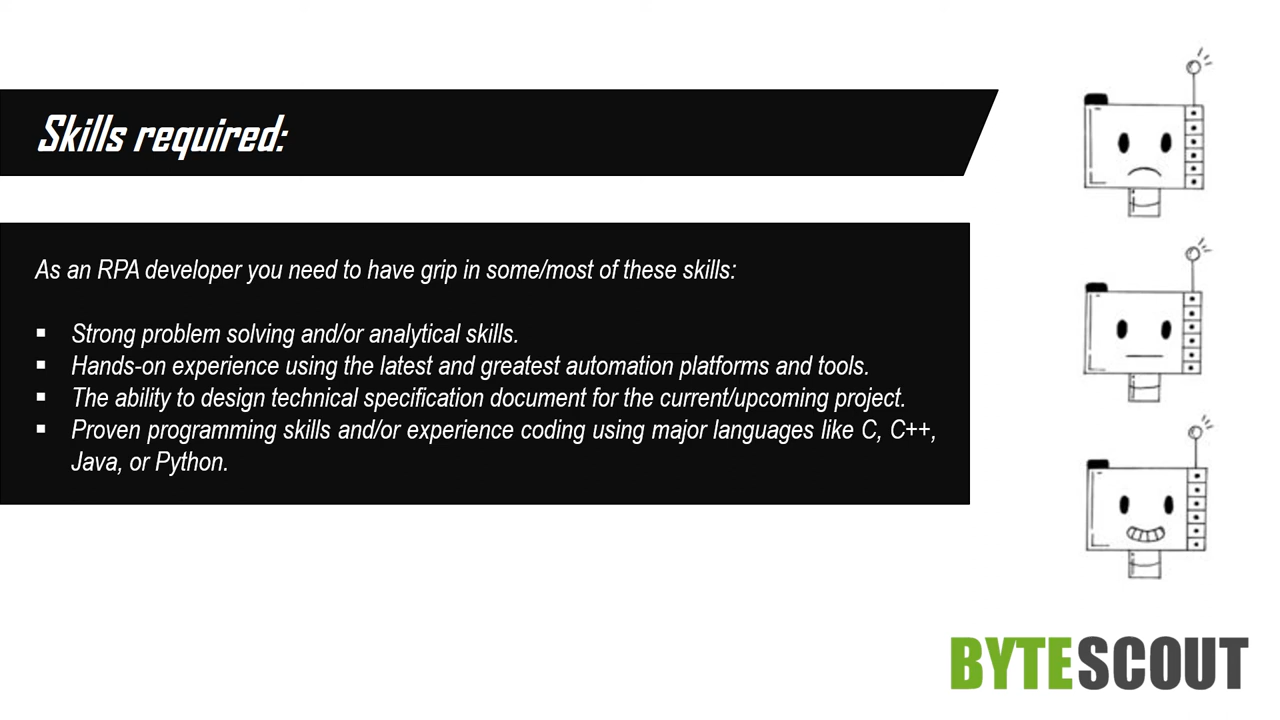 Skills required:
As an RPA developer you need to have grip in some/most of these skills:
▪ Strong problem solving and/or analytical skills.
▪ Hands-on experience using the latest and greatest automation platforms and tools.
▪ The ability to design technical specification document for the current/upcoming project.
▪ Proven programming skills and/or experience coding using major languages like C, C++,
Java, or Python.
BYTESCOUT